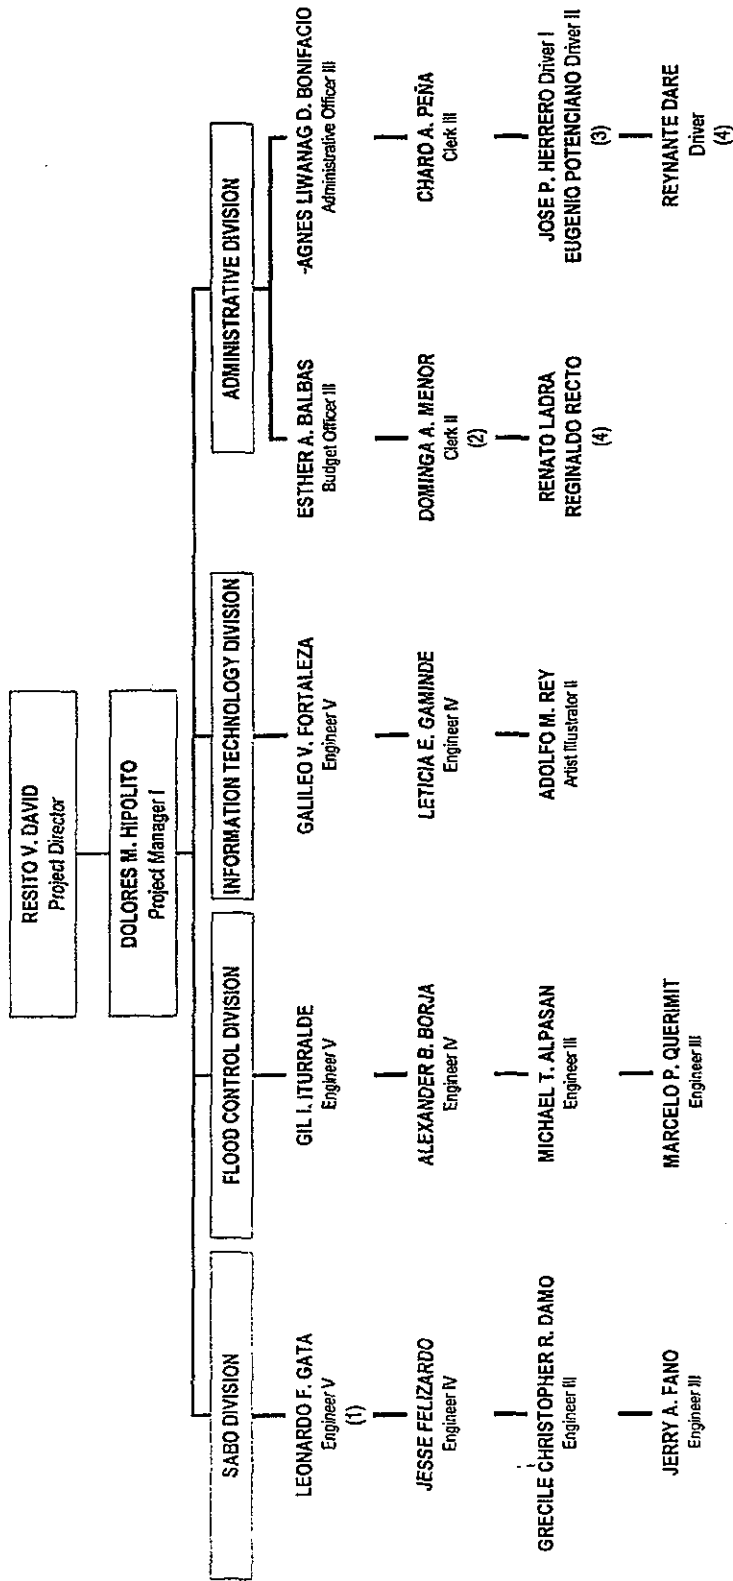 RESITO V. DAVID
Project Director
DOLORES M. HIPOLITO
Project Manager I
SABO DIVISION
LEONARDO F. GATA
Engineer V
(1)
JESSE FELIZARDO
Engineer IV
GRECILE CHRISTOPHER R. DAMO
Engineer III
JERRY A. FANO
Engineer III
FLOOD CONTROL DIVISION
GIL I. ITURRALDE
Engineer V
ALEXANDER B. BORJA
Engineer IV
MICHAEL T. ALPASAN
Engineer III
MARCELO P. QUERIMIT
Engineer III
INFORMATION TECHNOLOGY DIVISION
GALILEO V. FORTALEZA
Engineer V
LETICIA E. GAMINDE
Engineer IV
ADOLFO M. REY
Artist Illustrator II
ADMINISTRATIVE DIVISION
ESTHER A. BALBAS
Budget Officer III
DOMINGA A. MENOR
Clerk II
(2)
RENATO LADRA
REGINALDO RECTO
(4)
-AGNES LIWANAG D. BONIFACIO
Administrative Officer III
CHARO A. PEÑA
Clerk III
JOSE P. HERRERO Driver I
EUGENIO POTENCIANO Driver II
(3)
REYNANTE DARE
Driver
(4)